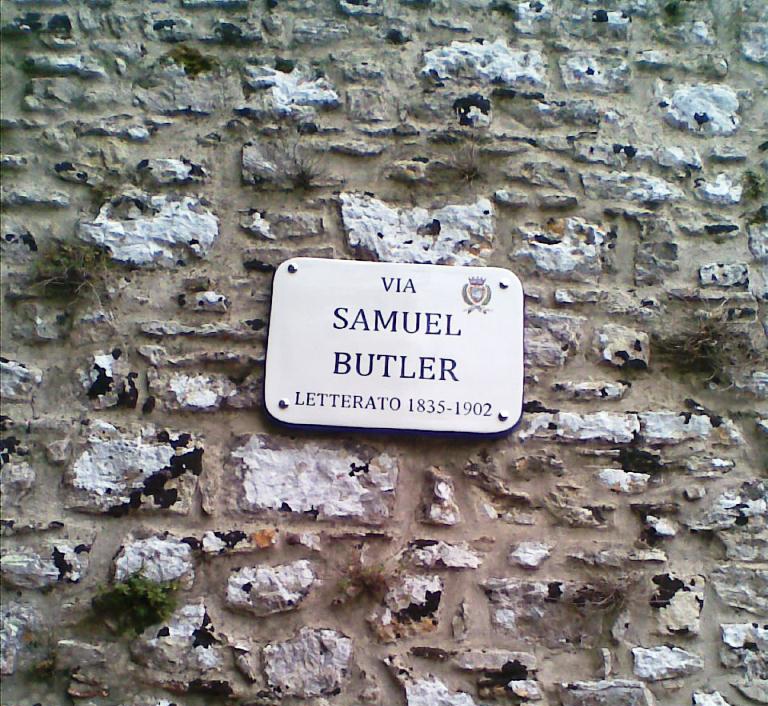 VIA
SAMUEL
BUTLER
LETTERATO 1835-1902